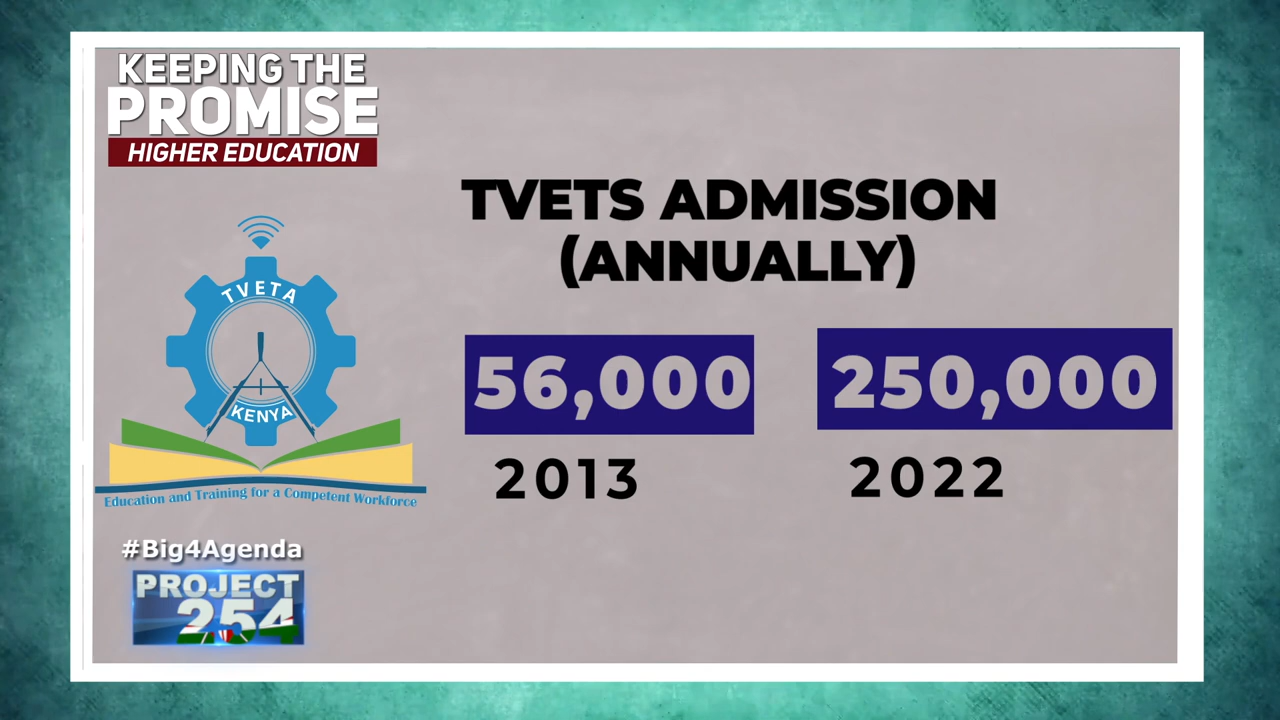 KEEPING THE
PROMISE
HIGHER EDUCATION
TVETS ADMISSION
(ANNUALLY)
TVETA
KENYA
Education and Training for a Competent Workforce
56,000
250,000
2013
2022
#Big4Agenda
PROJECT
254